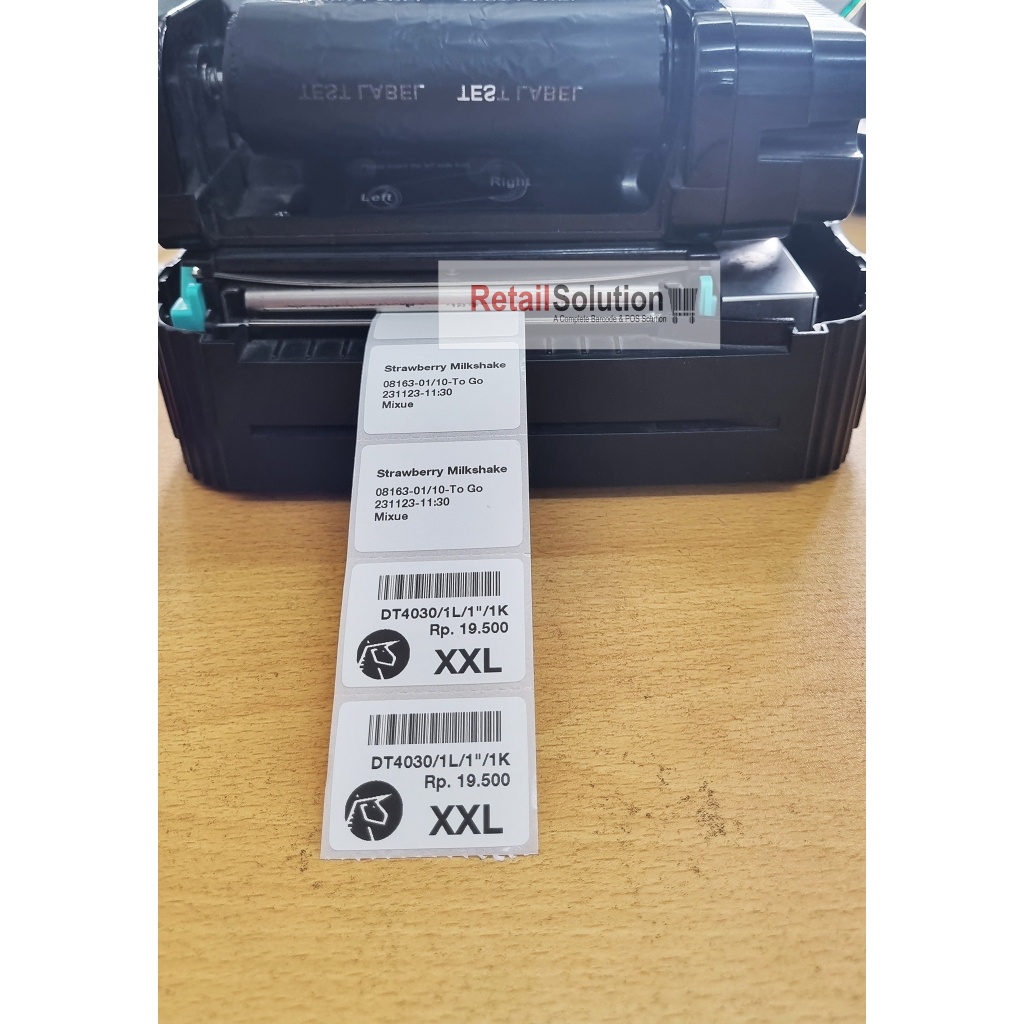 TEST LABEL TEST LABEL
Left Right
RetailSolution
A Complete Barcode & POS Solution
Strawberry Milkshake
08163-01/10-To Go
231123-11:30
Mixue
Strawberry Milkshake
08163-01/10-To Go
231123-11:30
Mixue
DT4030/1L/1"/1K
Rp. 19.500
XXL
DT4030/1L/1"/1K
Rp. 19.500
XXL